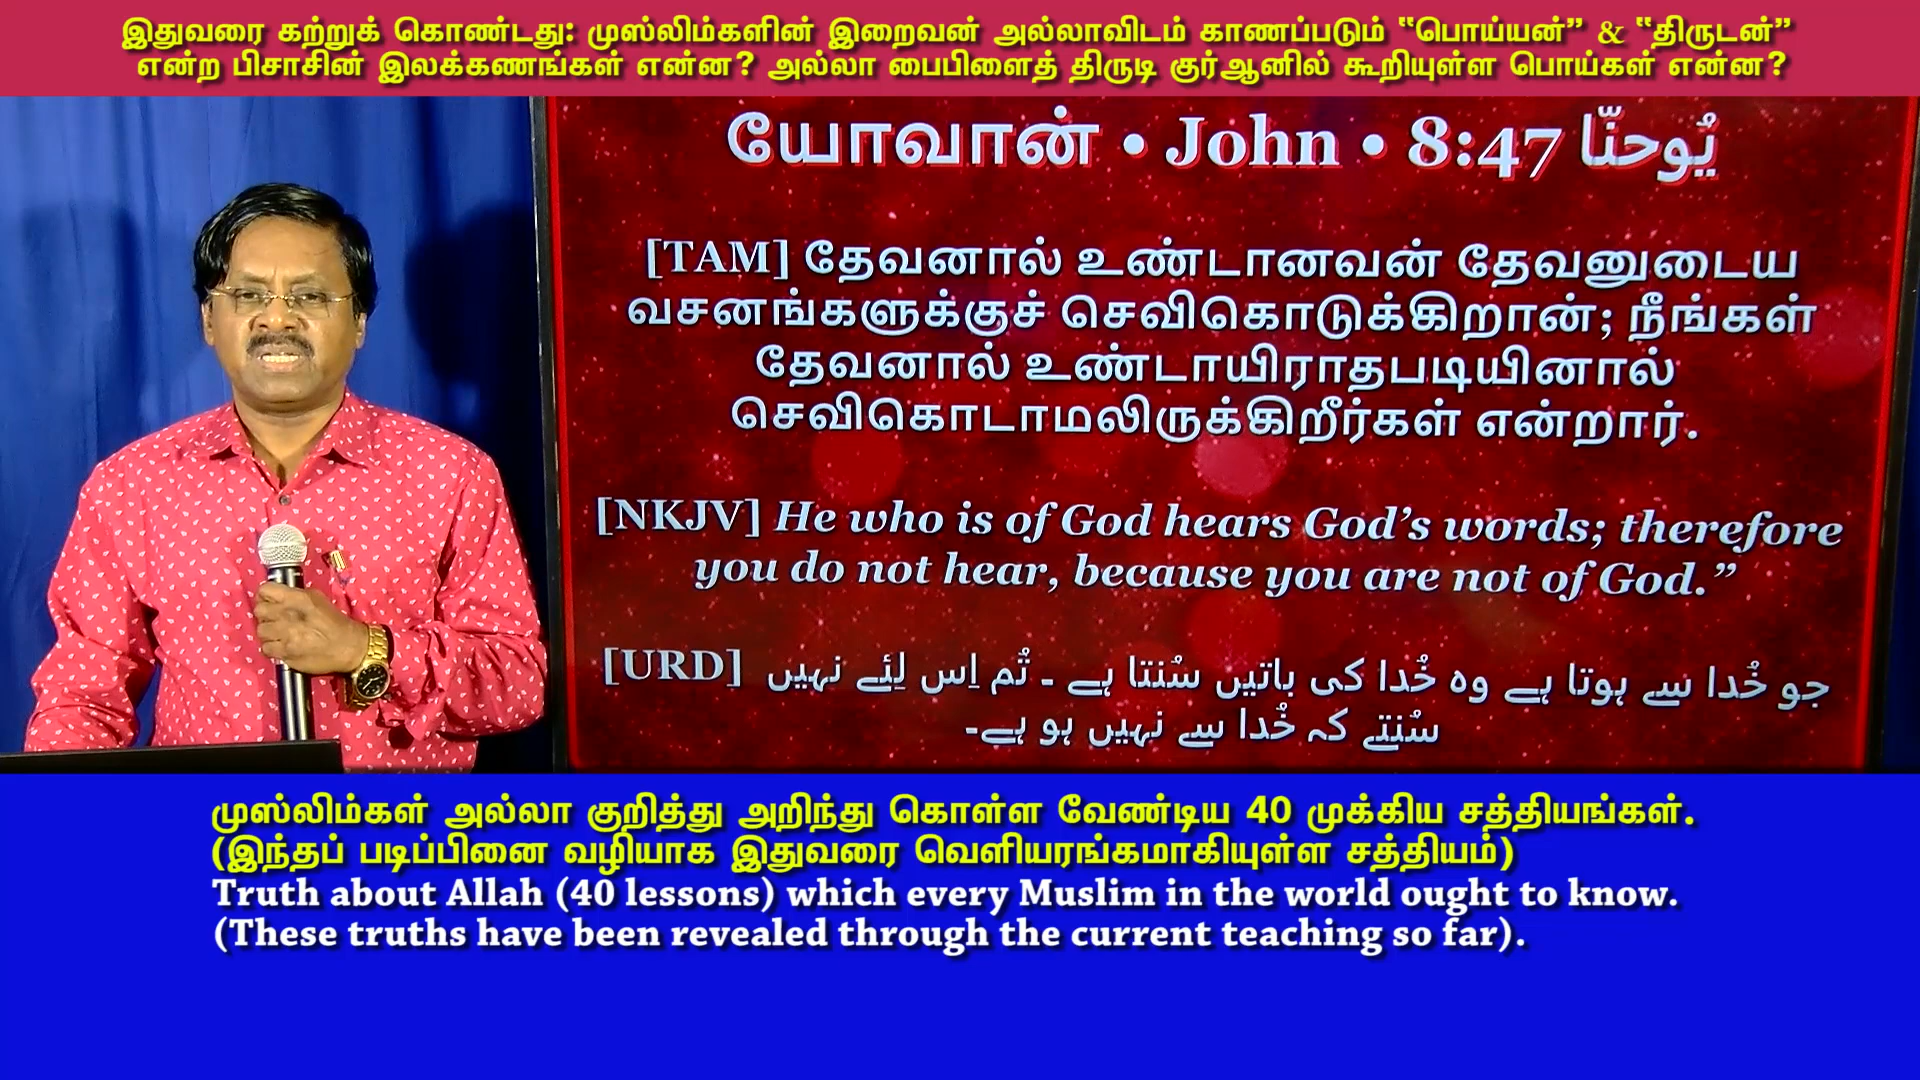 இதுவரை கற்றுக் கொண்டது: முஸ்லிம்களின் இறைவன் அல்லாவிடம் காணப்படும் “பொய்யன்” & “திருடன்”
என்ற பிசாசின் இலக்கணங்கள் என்ன? அல்லா பைபிளைத் திருடி குர்ஆனில் கூறியுள்ள பொய்கள் என்ன?
யோவான் • John • 8:47 یُوحنّا
[TAM] தேவனால் உண்டானவன் தேவனுடைய
வசனங்களுக்குச் செவிகொடுக்கிறான்; நீங்கள்
தேவனால் உண்டாயிராதபடியினால்
செவிகொடாமலிருக்கிறீர்கள் என்றார்.
[NKJV] He who is of God hears God’s words; therefore
you do not hear, because you are not of God.”
[URD] جو خُدا سے ہوتا ہے وہ خُدا کی باتیں سُنتا ہے ۔ تُم اِس لِئے نہیں
سُنتے کہ خُدا سے نہیں ہو ہے۔
முஸ்லிம்கள் அல்லா குறித்து அறிந்து கொள்ள வேண்டிய 40 முக்கிய சத்தியங்கள்.
(இந்தப் படிப்பினை வழியாக இதுவரை வெளியரங்கமாகியுள்ள சத்தியம்)
Truth about Allah (40 lessons) which every Muslim in the world ought to know.
(These truths have been revealed through the current teaching so far).